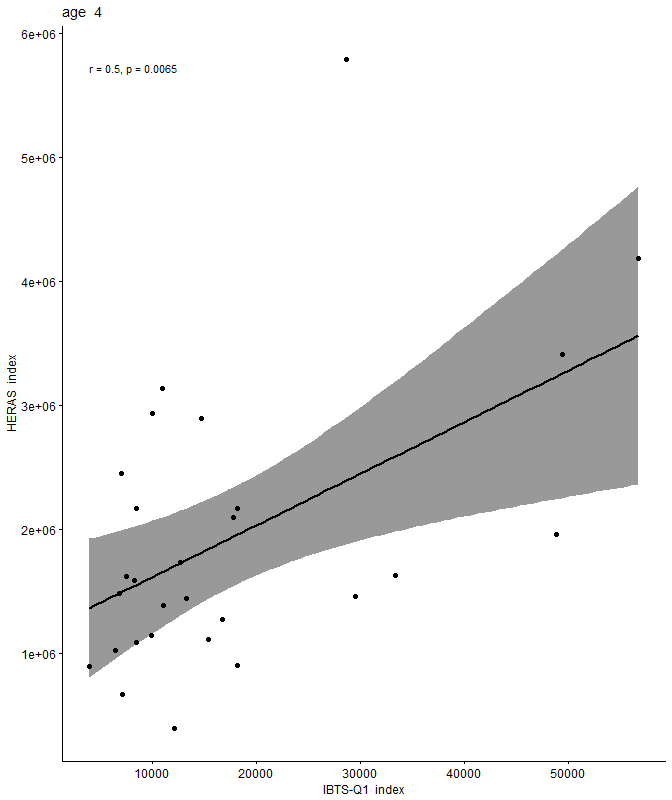 age 4
6e+06
r = 0.5, p = 0.0065
5e+06
4e+06
3e+06
2e+06
1e+06
HERAS index
10000 20000 30000 40000 50000
IBTS-Q1 index